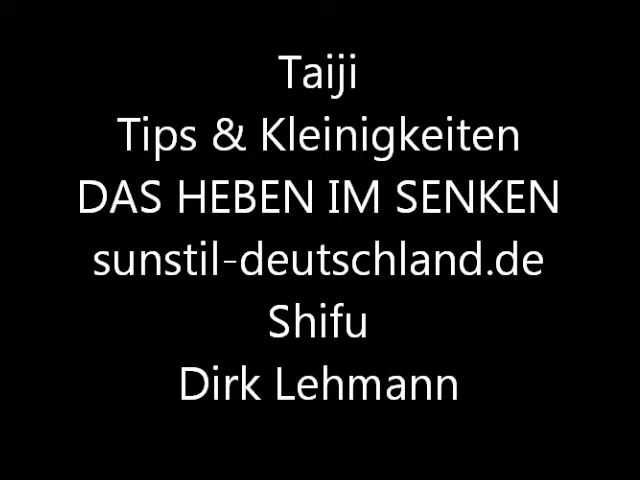 Taiji
Tips & Kleinigkeiten
DAS HEBEN IM SENKEN
sunstil-deutschland.de
Shifu
Dirk Lehmann